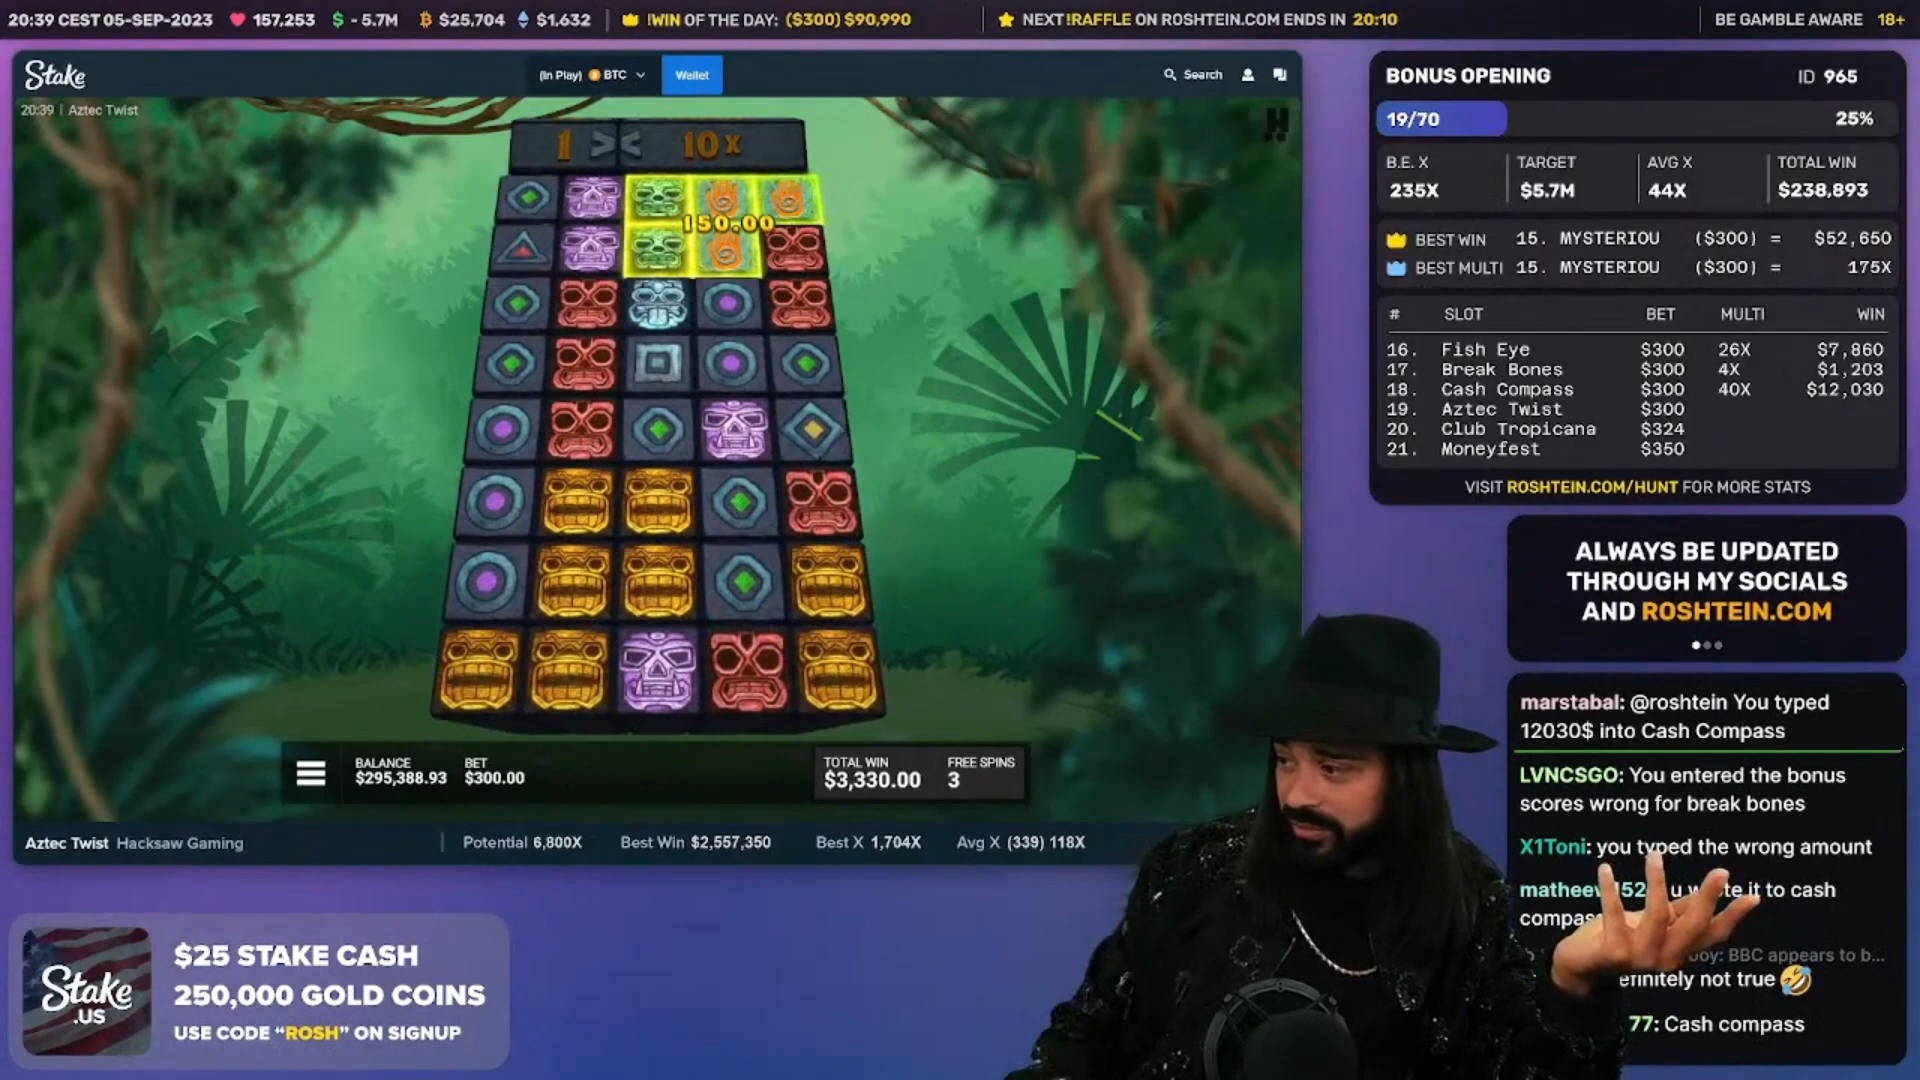 20:39 CEST 05-SEP-2023 157,253 $ - 5.7M $25,704 $1,632 !WIN OF THE DAY: ($300) $90,990 NEXT !RAFFLE ON ROSHTEIN.COM ENDS IN 20:10 BE GAMBLE AWARE 18+
Stake (In Play) BTC Wallet Search
20:39 | Aztec Twist
1 >< 10x
150.00
BALANCE BET TOTAL WIN FREE SPINS
$295,388.93 $300.00 $3,330.00 3
Aztec Twist Hacksaw Gaming Potential 6,800X Best Win $2,557,350 Best X 1,704X Avg X (339) 118X
BONUS OPENING ID 965
19/70 25%
B.E. X TARGET AVG X TOTAL WIN
235X $5.7M 44X $238,893
BEST WIN 15. MYSTERIOU ($300) = $52,650
BEST MULTI 15. MYSTERIOU ($300) = 175X
# SLOT BET MULTI WIN
16. Fish Eye $300 26X $7,860
17. Break Bones $300 4X $1,203
18. Cash Compass $300 40X $12,030
19. Aztec Twist $300
20. Club Tropicana $324
21. Moneyfest $350
VISIT ROSHTEIN.COM/HUNT FOR MORE STATS
ALWAYS BE UPDATED
THROUGH MY SOCIALS
AND ROSHTEIN.COM
marstabal: @roshtein You typed
12030$ into Cash Compass
LVNCSGO: You entered the bonus
scores wrong for break bones
X1Toni: you typed the wrong amount
u to cash
boy: BBC appears to b...
not true
77: Cash compass
Stake
.US
$25 STAKE CASH
250,000 GOLD COINS
USE CODE “ROSH” ON SIGNUP